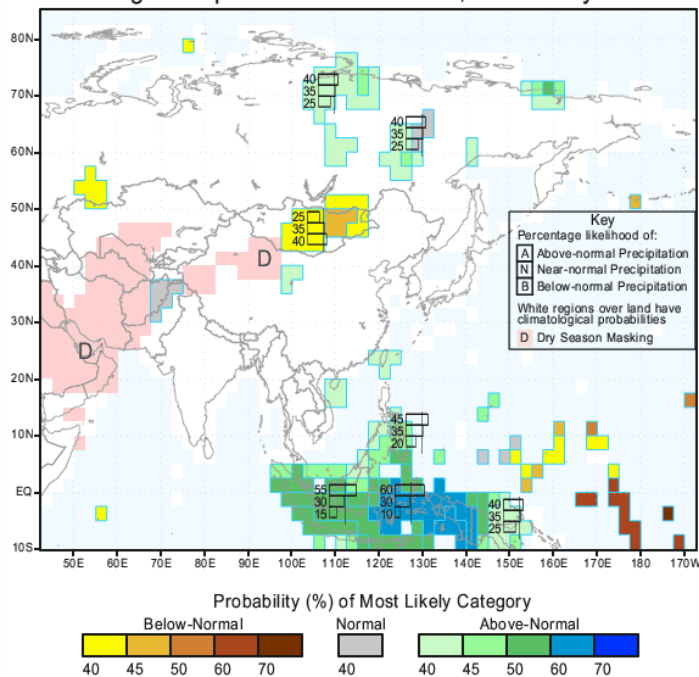 80N
70N
60N
50N
40N
30N
20N
10N
EQ
10S
50E
60E
70E
80E
90E
100E
110E
120E
130E
140E
150E
160E
170E
180
170W
40
35
25
40
35
25
25
35
40
45
35
20
55
30
15
60
30
10
40
35
25
D
D
Key
Percentage likelihood of:
A Above-normal Precipitation
N Near-normal Precipitation
B Below-normal Precipitation
White regions over land have
climatological probabilities
D Dry Season Masking
Probability (%) of Most Likely Category
Below-Normal Normal Above-Normal
40 45 50 60 70 40 40 45 50 60 70